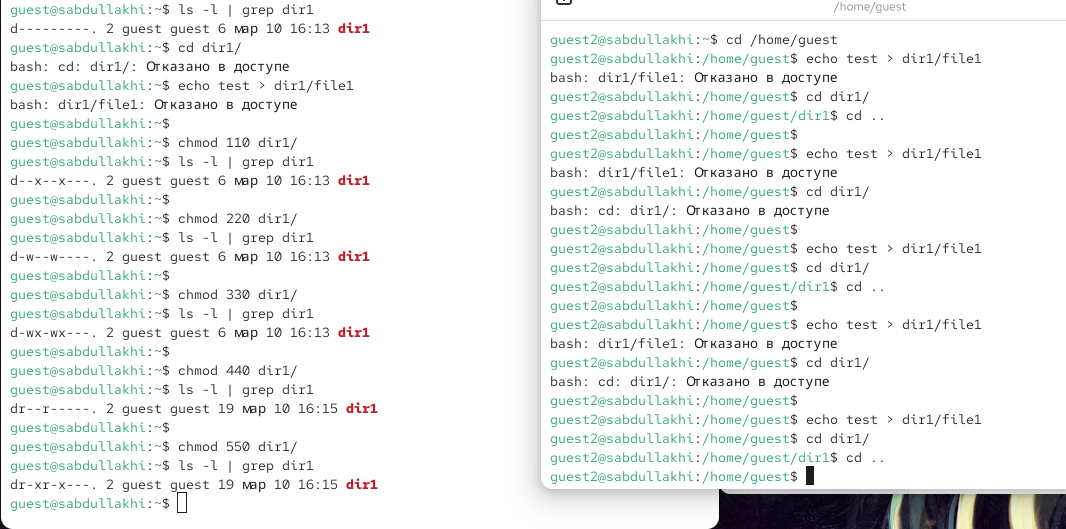 guest@sabdullakhi:~$ ls -l | grep dir1
d---------. 2 guest guest 6 мар 10 16:13 dir1
guest@sabdullakhi:~$ cd dir1/
bash: cd: dir1/: Отказано в доступе
guest@sabdullakhi:~$ echo test > dir1/file1
bash: dir1/file1: Отказано в доступе
guest@sabdullakhi:~$
guest@sabdullakhi:~$ chmod 110 dir1/
guest@sabdullakhi:~$ ls -l | grep dir1
d--x--x---. 2 guest guest 6 мар 10 16:13 dir1
guest@sabdullakhi:~$
guest@sabdullakhi:~$ chmod 220 dir1/
guest@sabdullakhi:~$ ls -l | grep dir1
d-w--w----. 2 guest guest 6 мар 10 16:13 dir1
guest@sabdullakhi:~$
guest@sabdullakhi:~$ chmod 330 dir1/
guest@sabdullakhi:~$ ls -l | grep dir1
d-wx-wx---. 2 guest guest 6 мар 10 16:13 dir1
guest@sabdullakhi:~$
guest@sabdullakhi:~$ chmod 440 dir1/
guest@sabdullakhi:~$ ls -l | grep dir1
dr--r-----. 2 guest guest 19 мар 10 16:15 dir1
guest@sabdullakhi:~$
guest@sabdullakhi:~$ chmod 550 dir1/
guest@sabdullakhi:~$ ls -l | grep dir1
dr-xr-x---. 2 guest guest 19 мар 10 16:15 dir1
guest@sabdullakhi:~$
/home/guest
guest2@sabdullakhi:~$ cd /home/guest
guest2@sabdullakhi:/home/guest$ echo test > dir1/file1
bash: dir1/file1: Отказано в доступе
guest2@sabdullakhi:/home/guest$ cd dir1/
guest2@sabdullakhi:/home/guest/dir1$ cd ..
guest2@sabdullakhi:/home/guest$
guest2@sabdullakhi:/home/guest$ echo test > dir1/file1
bash: dir1/file1: Отказано в доступе
guest2@sabdullakhi:/home/guest$ cd dir1/
bash: cd: dir1/: Отказано в доступе
guest2@sabdullakhi:/home/guest$
guest2@sabdullakhi:/home/guest$ echo test > dir1/file1
guest2@sabdullakhi:/home/guest$ cd dir1/
guest2@sabdullakhi:/home/guest/dir1$ cd ..
guest2@sabdullakhi:/home/guest$
guest2@sabdullakhi:/home/guest$ echo test > dir1/file1
bash: dir1/file1: Отказано в доступе
guest2@sabdullakhi:/home/guest$ cd dir1/
bash: cd: dir1/: Отказано в доступе
guest2@sabdullakhi:/home/guest$
guest2@sabdullakhi:/home/guest$ echo test > dir1/file1
guest2@sabdullakhi:/home/guest$ cd dir1/
guest2@sabdullakhi:/home/guest/dir1$ cd ..
guest2@sabdullakhi:/home/guest$